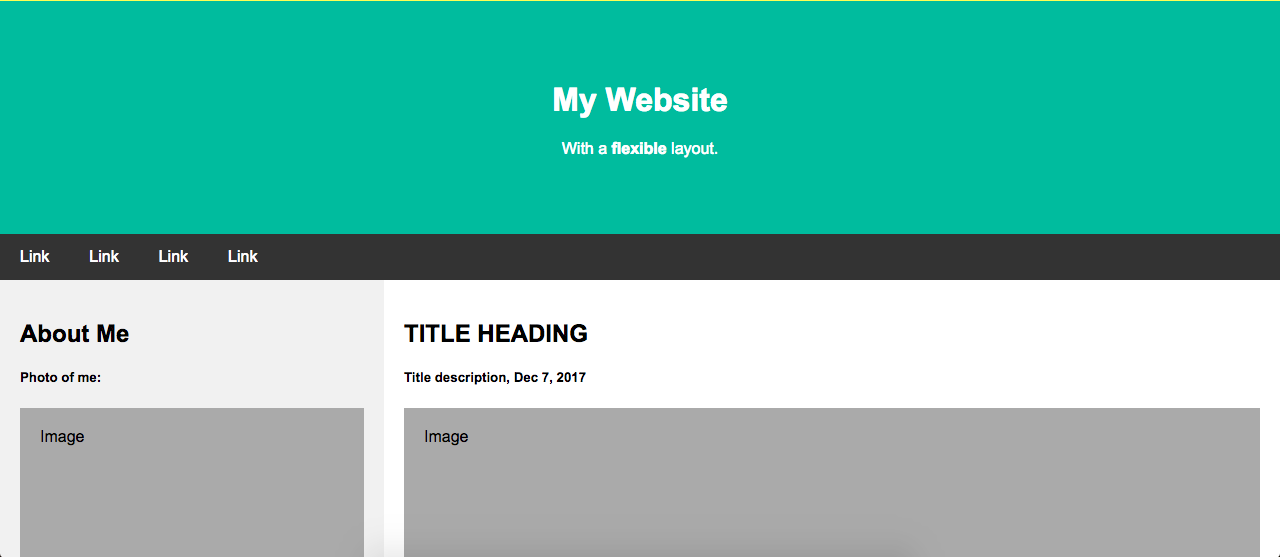 My Website
With a flexible layout.
Link Link Link Link
About Me
Photo of me:
Image
TITLE HEADING
Title description, Dec 7, 2017
Image